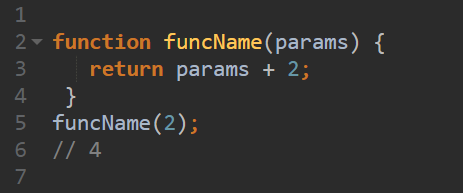 1
2 function funcName(params) {
3    return params + 2;
4  }
5 funcName(2);
6 // 4
7